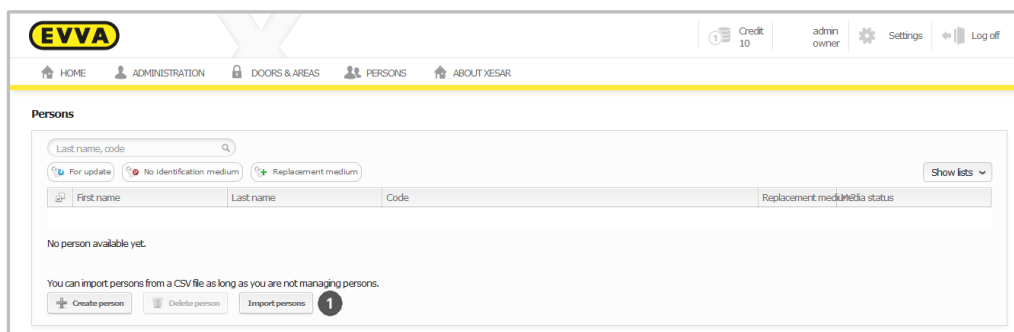 EVVA
1 Credit 10 admin owner Settings Log off
HOME ADMINISTRATION DOORS & AREAS PERSONS ABOUT XESAR
Persons
Last name, code
For update No identification medium Replacement medium Show lists
First name Last name Code Replacement medium Media status
No person available yet.
You can import persons from a CSV file as long as you are not managing persons.
Create person Delete person Import persons 1